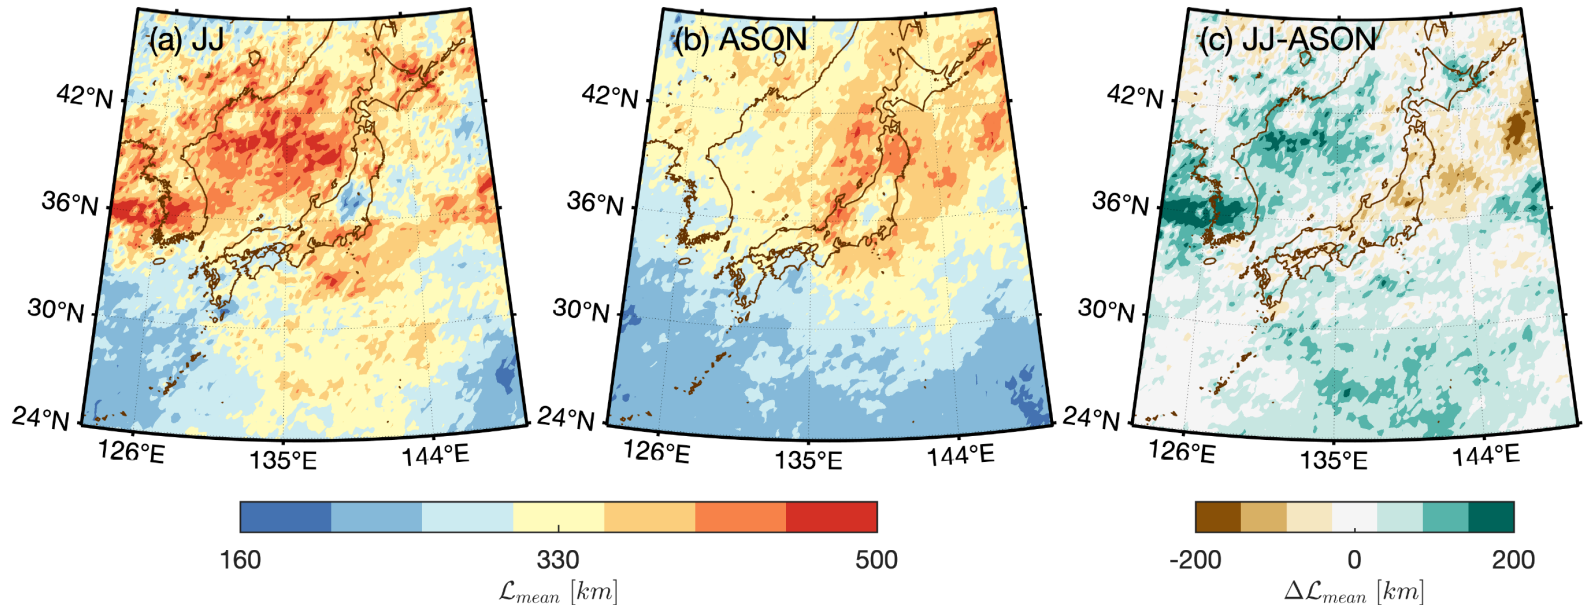 (a) JJ
(b) ASON
(c) JJ-ASON
42°N
36°N
30°N
24°N
126°E
135°E
144°E
42°N
36°N
30°N
24°N
126°E
135°E
144°E
42°N
36°N
30°N
24°N
126°E
135°E
144°E
160
330
500
ℒmean [km]
-200
0
200
Δℒmean [km]